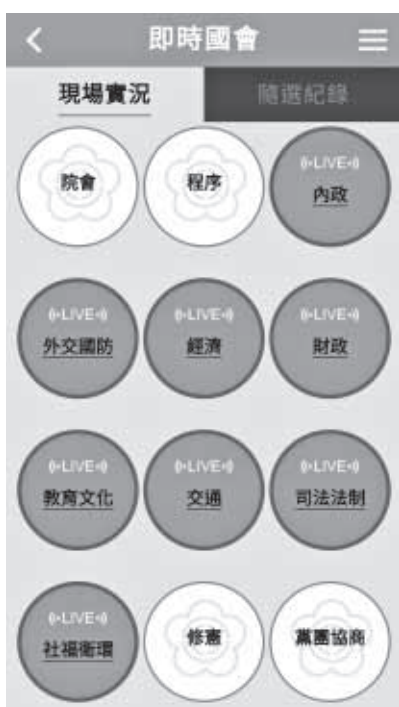 即時國會
現場實況 隨選紀錄
院會 程序 LIVE
內政
LIVE LIVE LIVE
外交國防 經濟 財政
LIVE LIVE LIVE
教育文化 交通 司法法制
LIVE
社福衛環 修憲 黨團協商